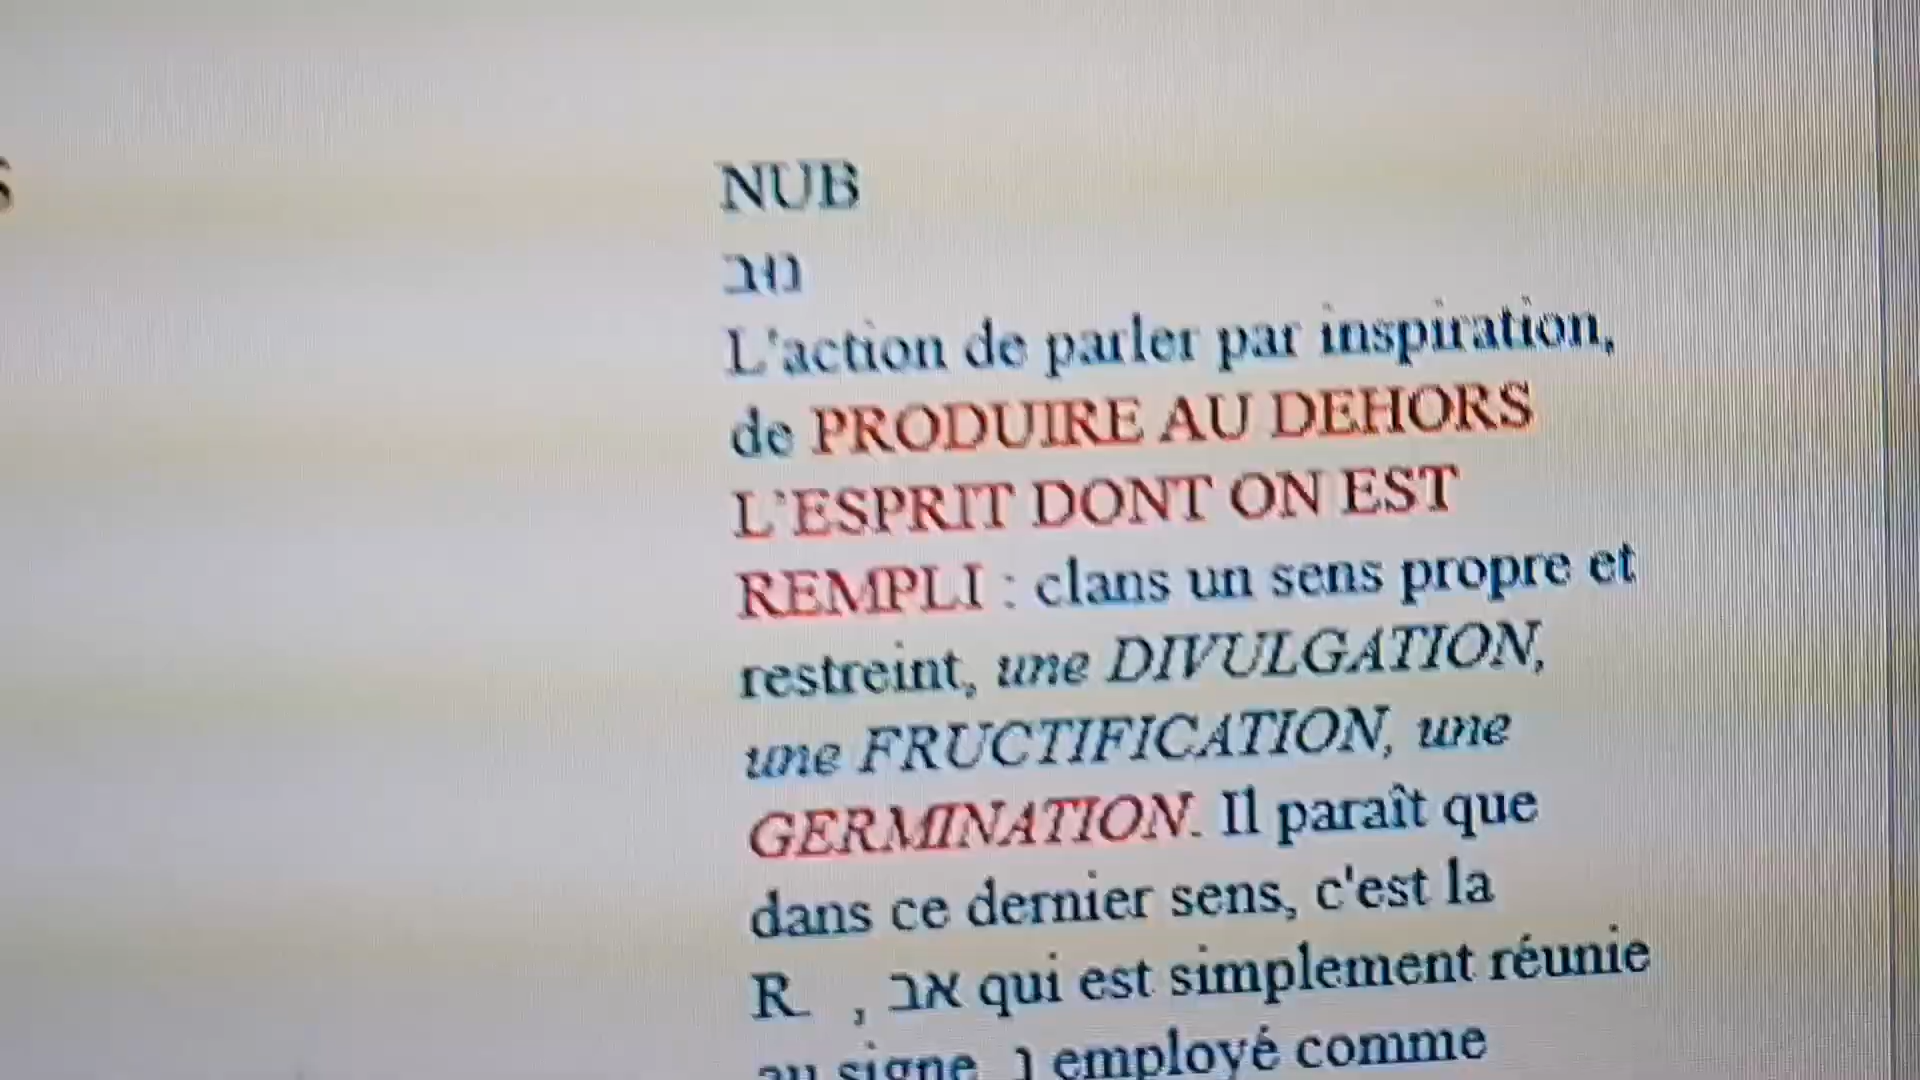 S
NUB
נוב
L'action de parler par inspiration,
de PRODUIRE AU DEHORS
L'ESPRIT DONT ON EST
REMPLI : clans un sens propre et
restreint, une DIVULGATION,
une FRUCTIFICATION, une
GERMINATION. Il paraît que
dans ce dernier sens, c'est la
R , אב qui est simplement réunie
au signe נ employé comme